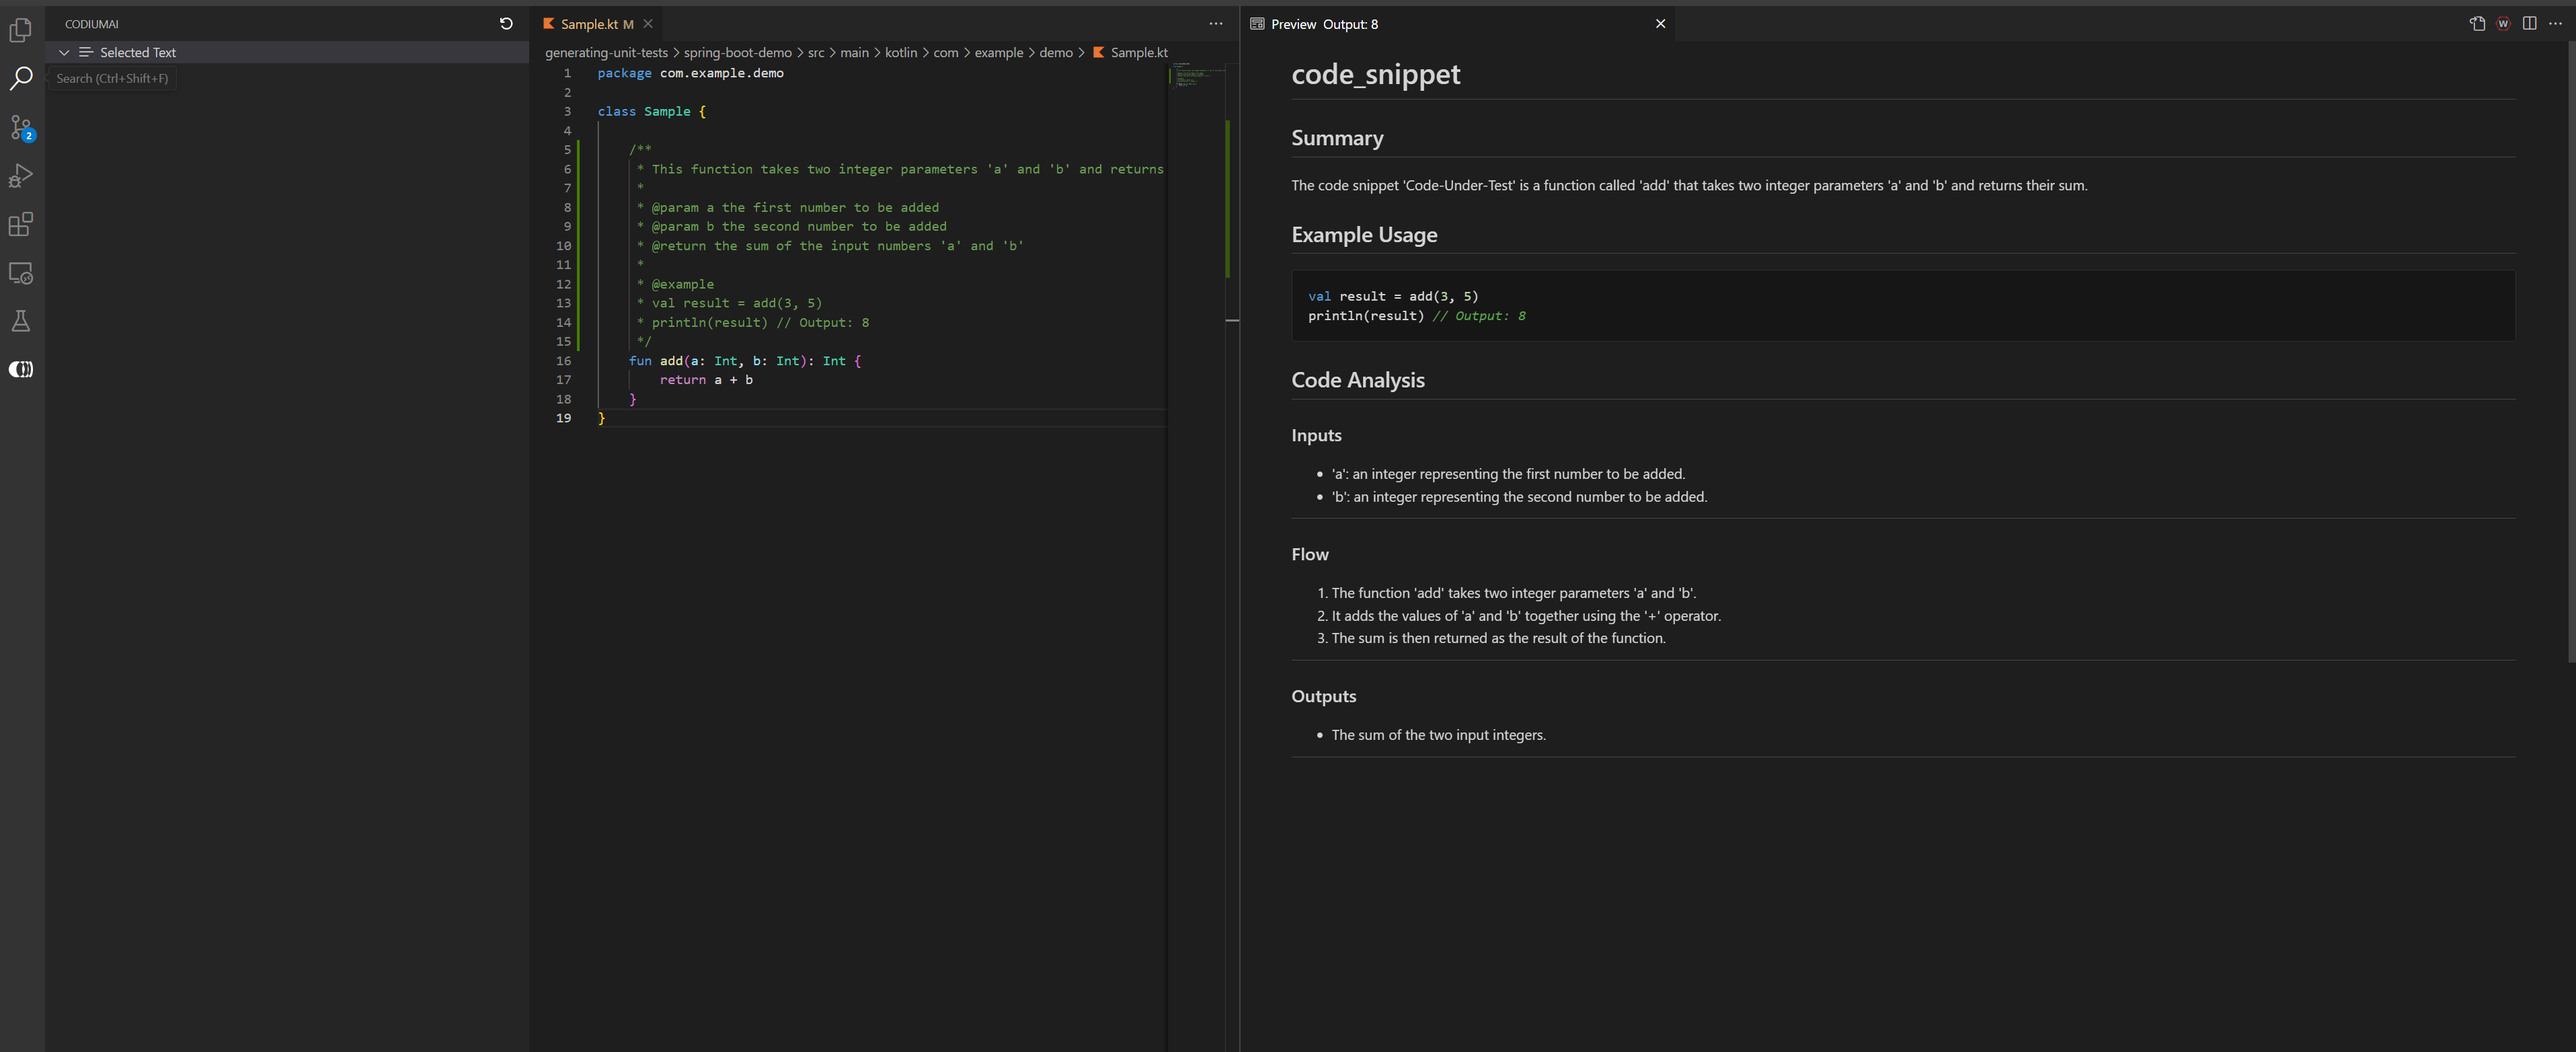 CODIUMAI
Selected Text
Search (Ctrl+Shift+F)
2
Sample.kt M
generating-unit-tests > spring-boot-demo > src > main > kotlin > com > example > demo > Sample.kt
1 package com.example.demo
2
3 class Sample {
4
5 /**
6 * This function takes two integer parameters 'a' and 'b' and returns
7 *
8 * @param a the first number to be added
9 * @param b the second number to be added
10 * @return the sum of the input numbers 'a' and 'b'
11 *
12 * @example
13 * val result = add(3, 5)
14 * println(result) // Output: 8
15 */
16 fun add(a: Int, b: Int): Int {
17 return a + b
18 }
19 }
Preview Output: 8
W
code_snippet
Summary
The code snippet 'Code-Under-Test' is a function called 'add' that takes two integer parameters 'a' and 'b' and returns their sum.
Example Usage
val result = add(3, 5)
println(result) // Output: 8
Code Analysis
Inputs
• 'a': an integer representing the first number to be added.
• 'b': an integer representing the second number to be added.
Flow
1. The function 'add' takes two integer parameters 'a' and 'b'.
2. It adds the values of 'a' and 'b' together using the '+' operator.
3. The sum is then returned as the result of the function.
Outputs
• The sum of the two input integers.